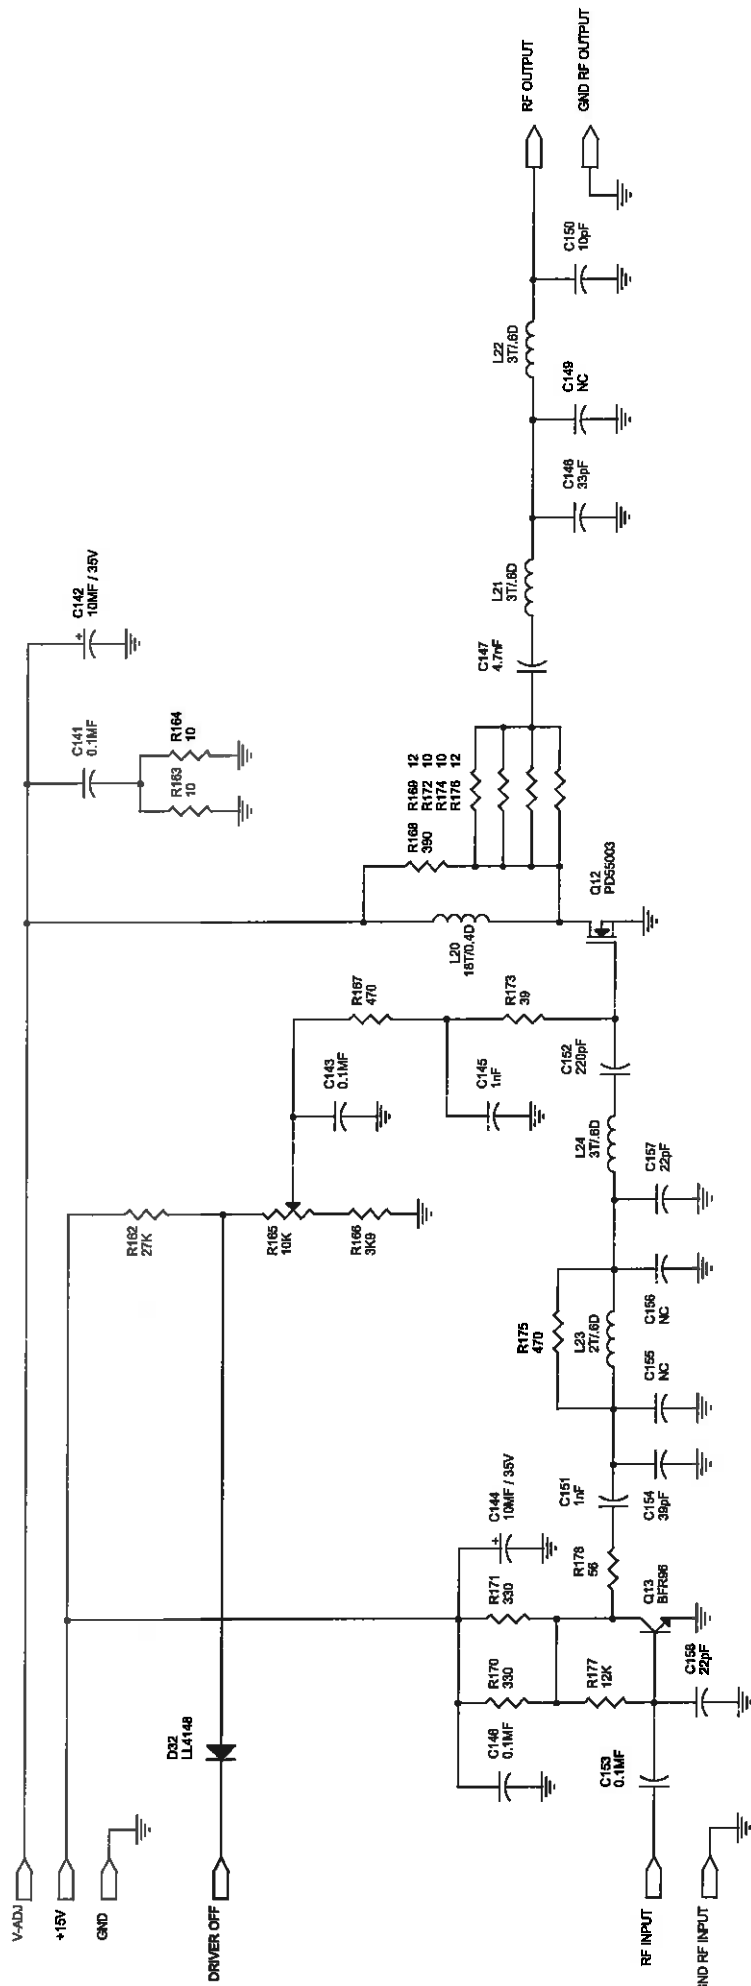 V-ADJ
+15V
GND
DRIVER OFF
RF INPUT
GND RF INPUT
D32
LL4148
C146
0.1MF
R170
330
R171
330
C144
10MF / 35V
R177
12K
C153
0.1MF
C158
22pF
Q13
BFR96
R178
56
C151
1nF
C154
39pF
C155
NC
L23
2T/.6D
R175
470
C156
NC
C157
22pF
L24
3T/.6D
C152
220pF
R162
27K
R165
10K
R166
3K9
C143
0.1MF
R167
470
C145
1nF
R173
39
L20
18T/0.4D
Q12
PD55003
R168
390
R169 12
R172 10
R174 10
R176 12
R163
10
R164
10
C141
0.1MF
C142
10MF / 35V
C147
4.7nF
L21
3T/.6D
C148
33pF
C149
NC
L22
3T/.6D
C150
10pF
RF OUTPUT
GND RF OUTPUT